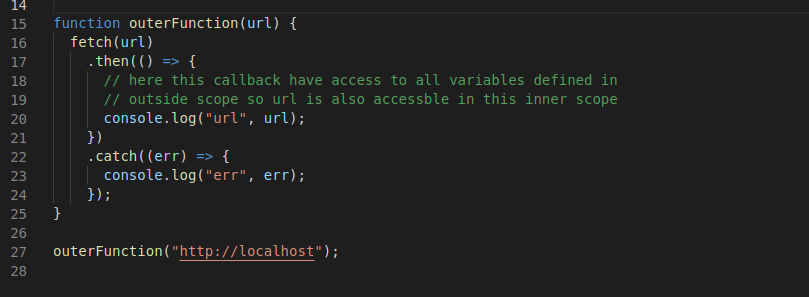 14
15 function outerFunction(url) {
16   fetch(url)
17     .then(() => {
18       // here this callback have access to all variables defined in
19       // outside scope so url is also accessble in this inner scope
20       console.log("url", url);
21     })
22     .catch((err) => {
23       console.log("err", err);
24     });
25 }
26
27 outerFunction("http://localhost");
28